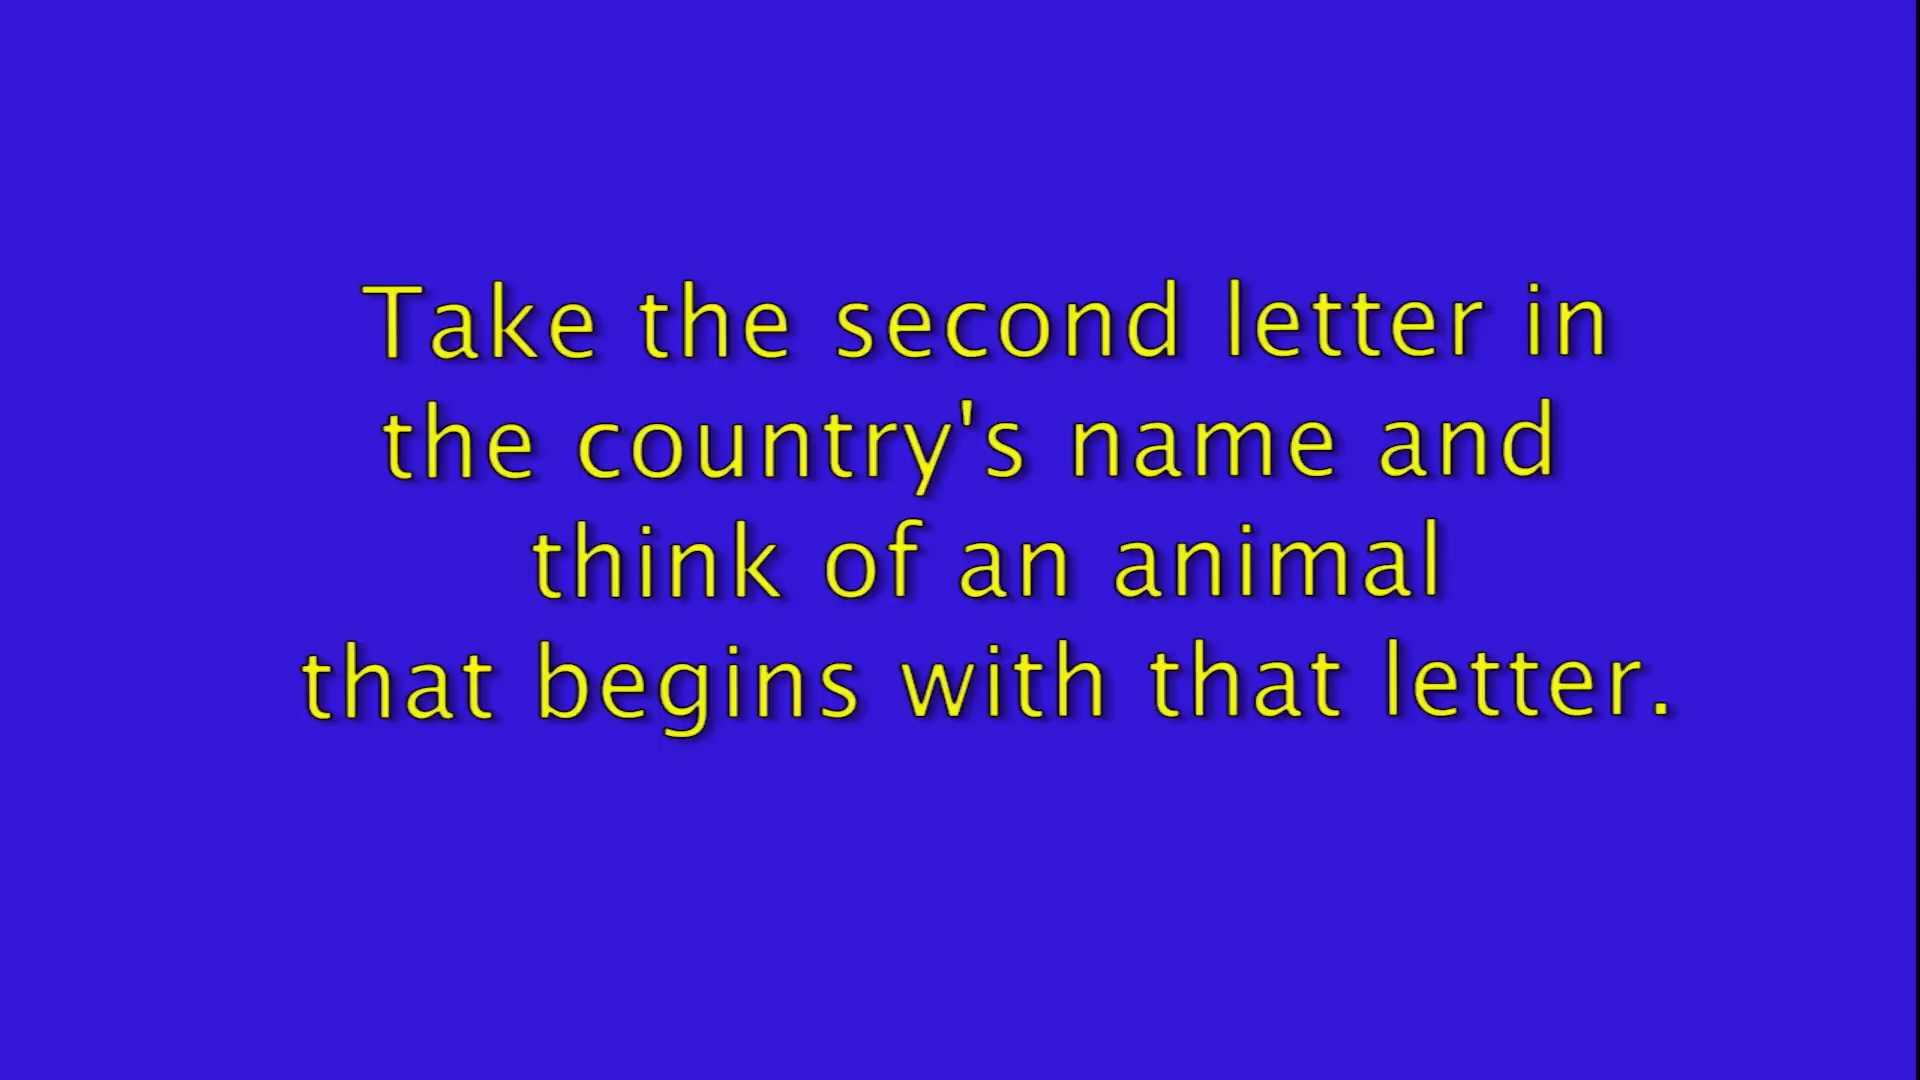 Take the second letter in
the country's name and
think of an animal
that begins with that letter.